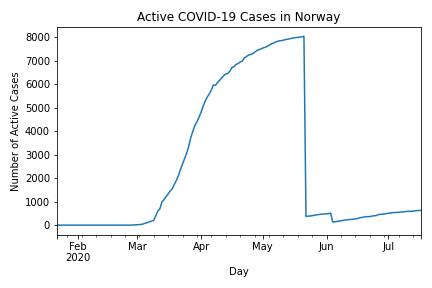 Active COVID-19 Cases in Norway
Number of Active Cases
8000
7000
6000
5000
4000
3000
2000
1000
0
Feb Mar Apr May Jun Jul
2020
Day